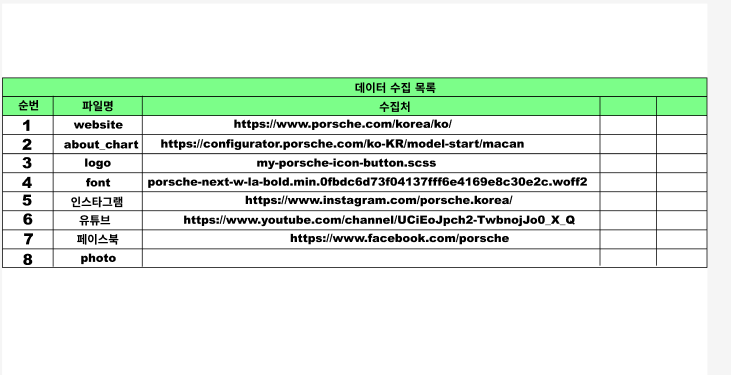 데이터 수집 목록
순번 파일명 수집처
1 website https://www.porsche.com/korea/ko/
2 about_chart https://configurator.porsche.com/ko-KR/model-start/macan
3 logo my-porsche-icon-button.scss
4 font porsche-next-w-la-bold.min.0fbdc6d73f04137fff6e4169e8c30e2c.woff2
5 인스타그램 https://www.instagram.com/porsche.korea/
6 유튜브 https://www.youtube.com/channel/UCiEoJpch2-TwbnojJo0_X_Q
7 페이스북 https://www.facebook.com/porsche
8 photo